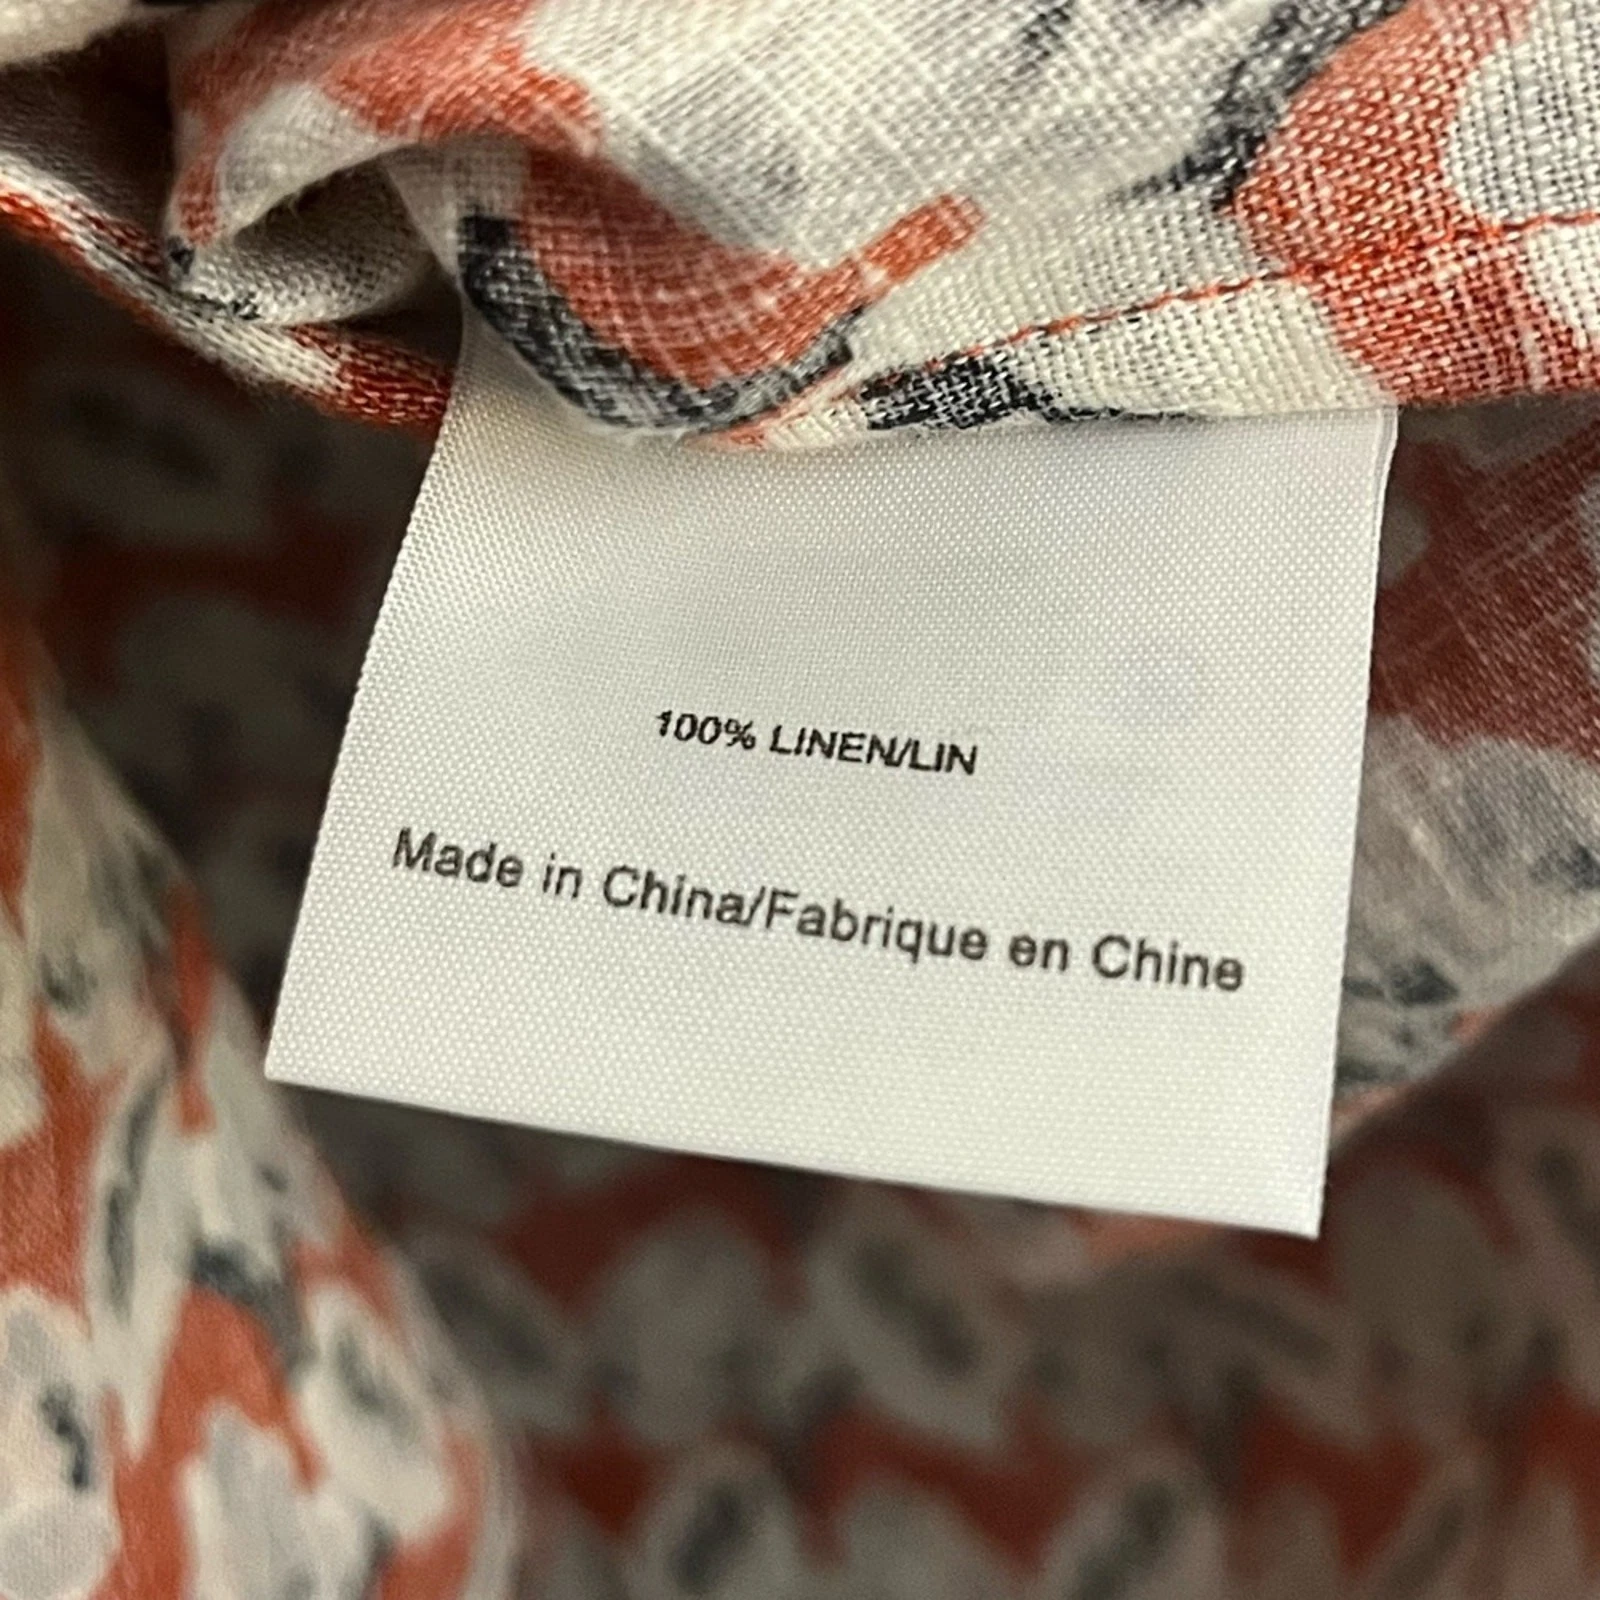 100% LINEN/LIN
Made in China/Fabrique en Chine